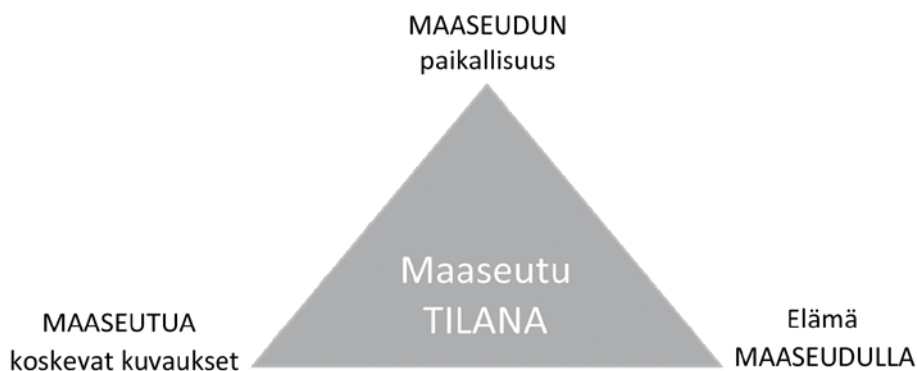 MAASEUDUN
paikallisuus
Maaseutu
TILANA
MAASEUTUA
koskevat kuvaukset
Elämä
MAASEUDULLA